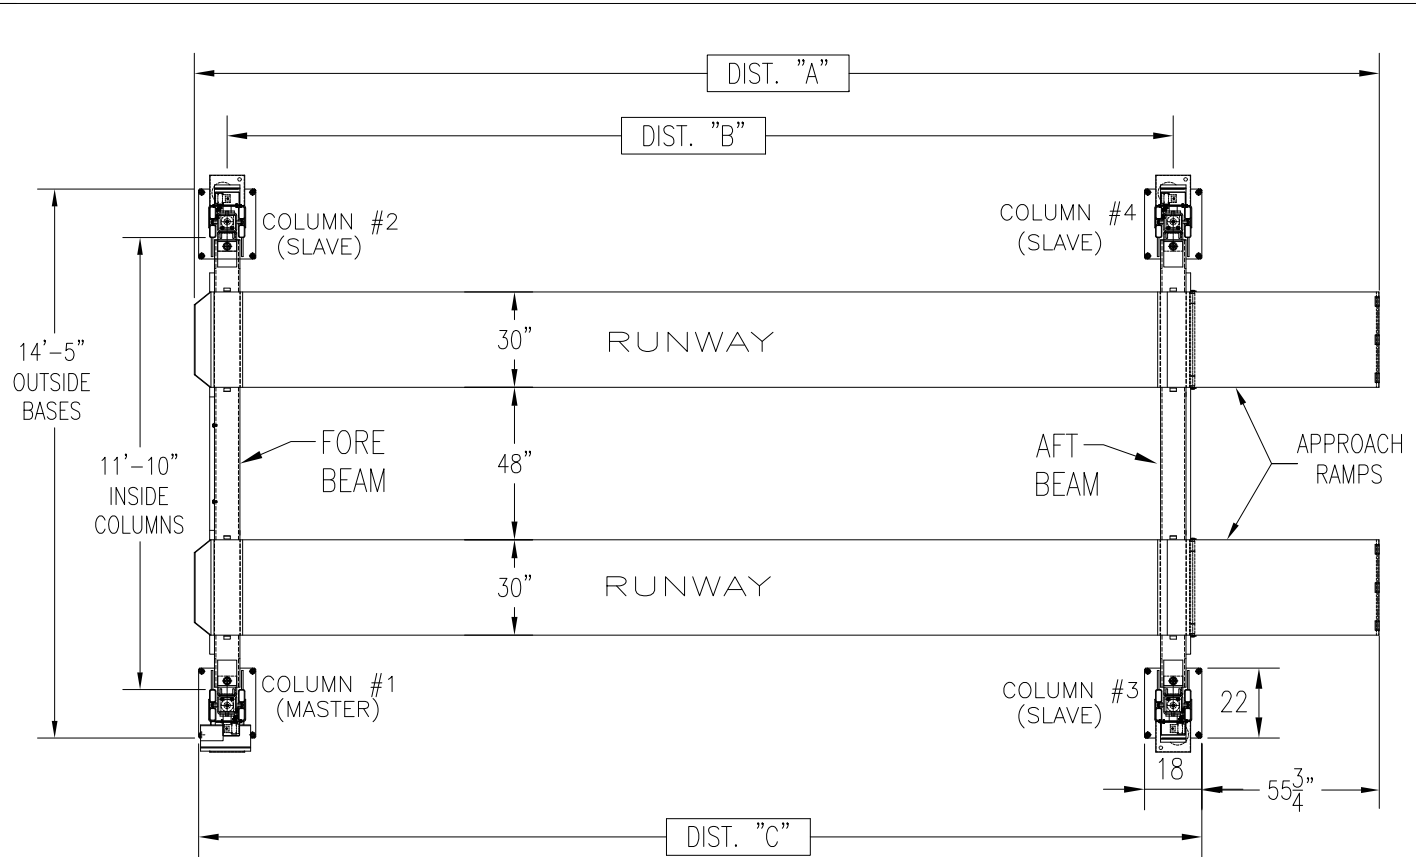 DIST. "A"
DIST. "B"
COLUMN #2
(SLAVE)
COLUMN #4
(SLAVE)
30"
RUNWAY
14'-5"
OUTSIDE
BASES
11'-10"
INSIDE
COLUMNS
FORE
BEAM
48"
AFT
BEAM
APPROACH
RAMPS
30"
RUNWAY
COLUMN #1
(MASTER)
COLUMN #3
(SLAVE)
22
18
55 3/4"
DIST. "C"